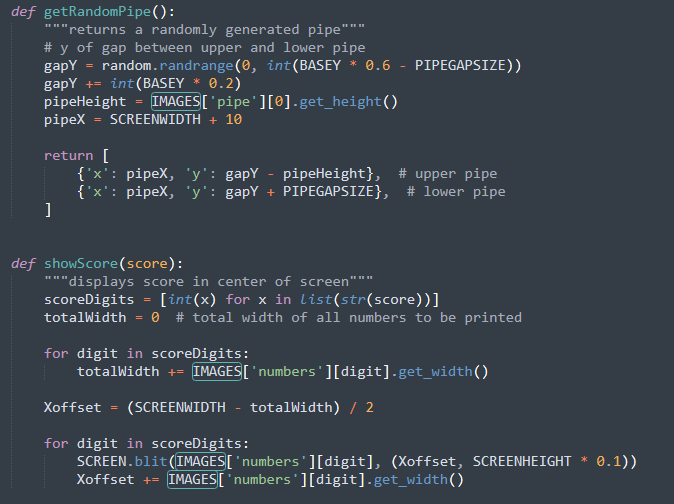 def getRandomPipe():
    """returns a randomly generated pipe"""
    # y of gap between upper and lower pipe
    gapY = random.randrange(0, int(BASEY * 0.6 - PIPEGAPSIZE))
    gapY += int(BASEY * 0.2)
    pipeHeight = IMAGES['pipe'][0].get_height()
    pipeX = SCREENWIDTH + 10

    return [
        {'x': pipeX, 'y': gapY - pipeHeight},  # upper pipe
        {'x': pipeX, 'y': gapY + PIPEGAPSIZE},  # lower pipe
    ]


def showScore(score):
    """displays score in center of screen"""
    scoreDigits = [int(x) for x in list(str(score))]
    totalWidth = 0  # total width of all numbers to be printed

    for digit in scoreDigits:
        totalWidth += IMAGES['numbers'][digit].get_width()

    Xoffset = (SCREENWIDTH - totalWidth) / 2

    for digit in scoreDigits:
        SCREEN.blit(IMAGES['numbers'][digit], (Xoffset, SCREENHEIGHT * 0.1))
        Xoffset += IMAGES['numbers'][digit].get_width()